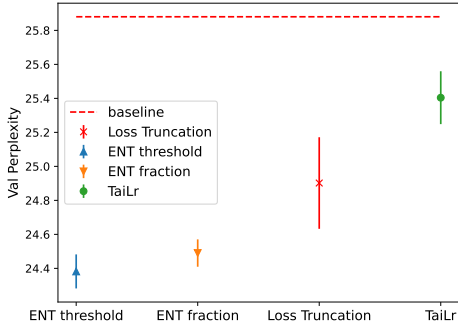 25.8
25.6
25.4
25.2
25.0
24.8
24.6
24.4
Val Perplexity
baseline
Loss Truncation
ENT threshold
ENT fraction
TaiLr
ENT threshold ENT fraction Loss Truncation TaiLr